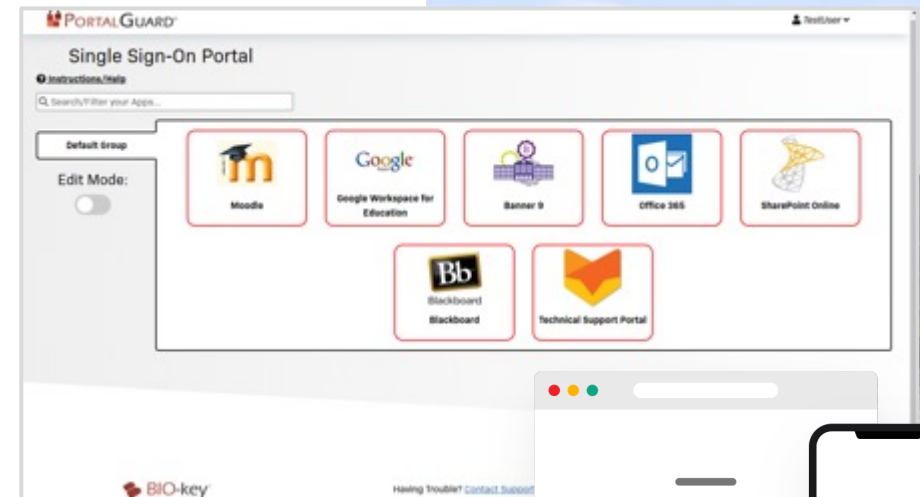 PORTALGUARD
TestUser
Single Sign-On Portal
Instructions/Help
Search/Filter your Apps...
Default Group
Edit Mode:
Moodle
Google
Google Workspace for
Education
Banner 9
Office 365
SharePoint Online
Bb
Blackboard
Blackboard
Technical Support Portal
BIO-key
Having Trouble? Contact Support